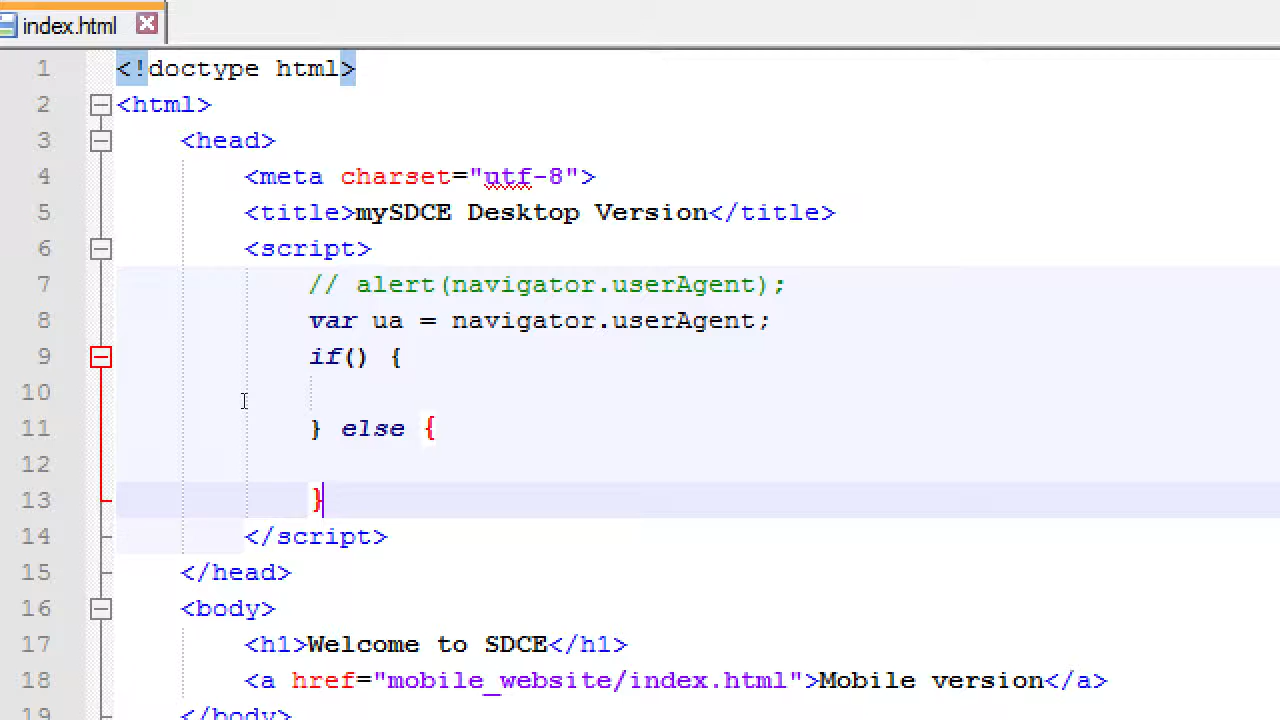 index.html
1 <!doctype html>
2 <html>
3 <head>
4 <meta charset="utf-8">
5 <title>mySDCE Desktop Version</title>
6 <script>
7 // alert(navigator.userAgent);
8 var ua = navigator.userAgent;
9 if() {
10
11 } else {
12
13 }
14 </script>
15 </head>
16 <body>
17 <h1>Welcome to SDCE</h1>
18 <a href="mobile_website/index.html">Mobile version</a>
19 </body>